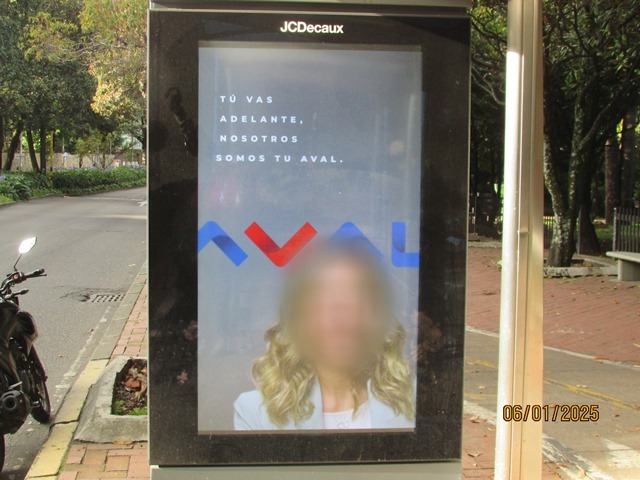 JCDecaux
TÚ VAS
ADELANTE,
NOSOTROS
SOMOS TU AVAL.
AVAL
06/01/2025